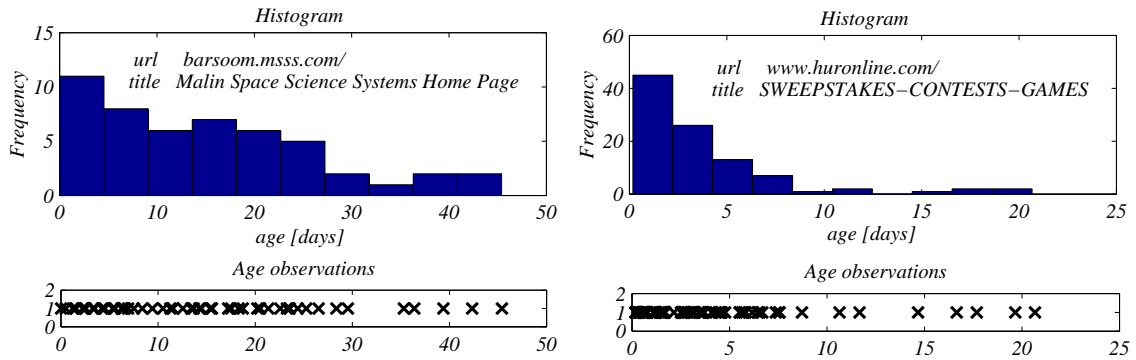 Histogram
15
10
5
0
Frequency
url barsoom.msss.com/
title Malin Space Science Systems Home Page
0 10 20 30 40 50
age [days]
Age observations
2
1
0
0 10 20 30 40 50
Histogram
60
40
20
0
Frequency
url www.huronline.com/
title SWEEPSTAKES−CONTESTS−GAMES
0 5 10 15 20 25
age [days]
Age observations
2
1
0
0 5 10 15 20 25